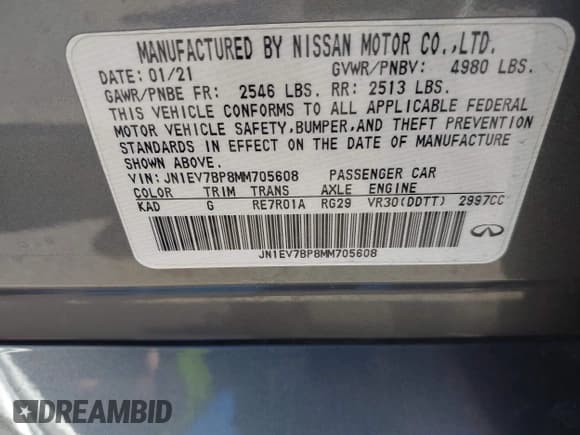 MANUFACTURED BY NISSAN MOTOR CO.,LTD.
DATE: 01/21 GVWR/PNBV: 4980 LBS.
GAWR/PNBE FR: 2546 LBS. RR: 2513 LBS.
THIS VEHICLE CONFORMS TO ALL APPLICABLE FEDERAL
MOTOR VEHICLE SAFETY,BUMPER,AND THEFT PREVENTION
STANDARDS IN EFFECT ON THE DATE OF MANUFACTURE
SHOWN ABOVE.
VIN: JN1EV7BP8MM705608 PASSENGER CAR
COLOR TRIM TRANS AXLE ENGINE
KAD G RE7R01A RG29 VR30(DDTT) 2997CC
JN1EV7BP8MM705608
DREAMBID